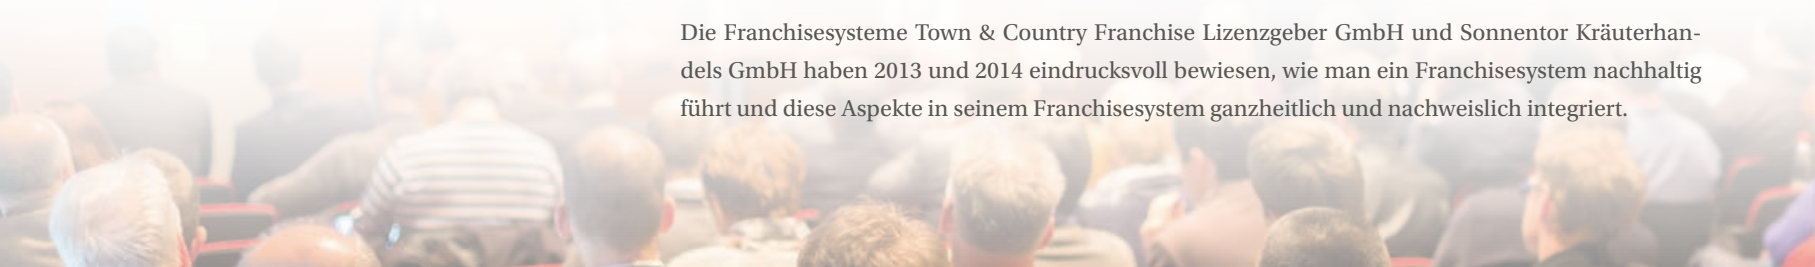 Die Franchisesysteme Town & Country Franchise Lizenzgeber GmbH und Sonnentor Kräuterhan-
dels GmbH haben 2013 und 2014 eindrucksvoll bewiesen, wie man ein Franchisesystem nachhaltig
führt und diese Aspekte in seinem Franchisesystem ganzheitlich und nachweislich integriert.